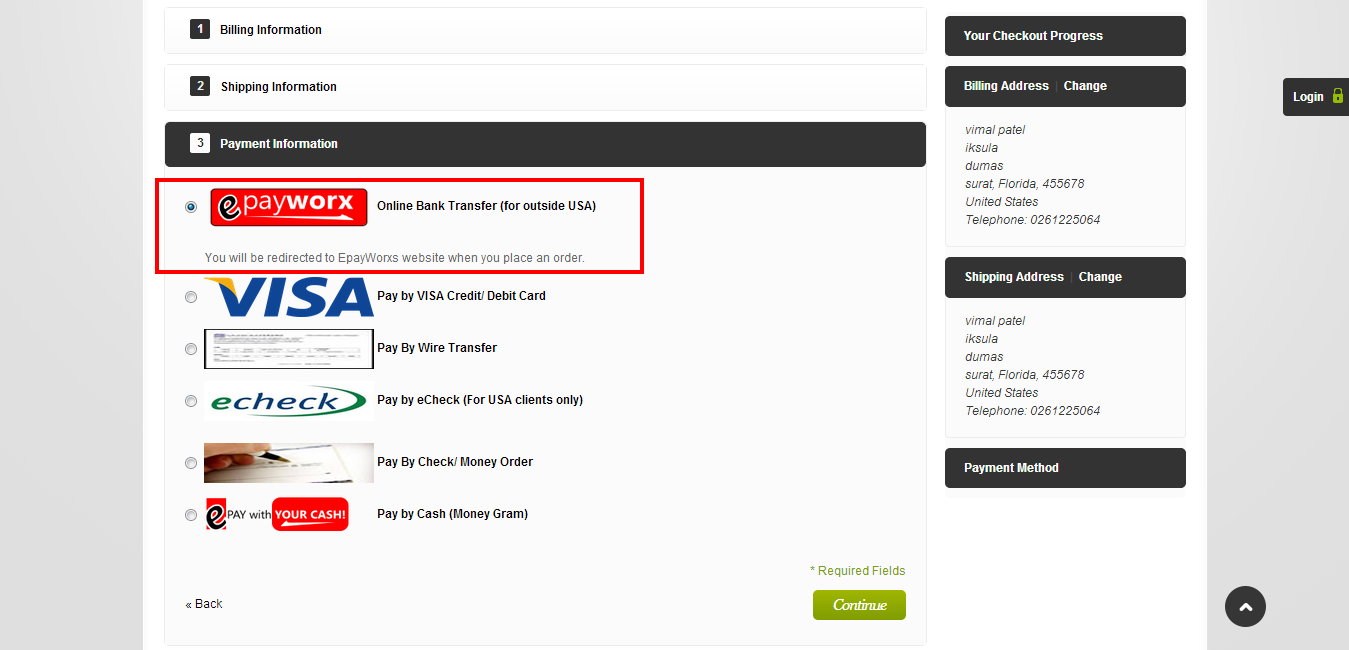 1 Billing Information
2 Shipping Information
3 Payment Information
epayworx Online Bank Transfer (for outside USA)
You will be redirected to EpayWorxs website when you place an order.
VISA Pay by VISA Credit/ Debit Card
Pay By Wire Transfer
echeck Pay by eCheck (For USA clients only)
Pay By Check/ Money Order
e PAY with YOUR CASH! Pay by Cash (Money Gram)
* Required Fields
« Back
Continue
Your Checkout Progress
Billing Address | Change
vimal patel
iksula
dumas
surat, Florida, 455678
United States
Telephone: 0261225064
Shipping Address | Change
vimal patel
iksula
dumas
surat, Florida, 455678
United States
Telephone: 0261225064
Payment Method
Login